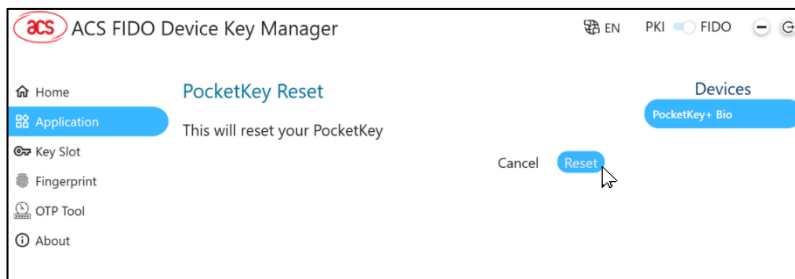 acs ACS FIDO Device Key Manager
EN
PKI FIDO
Home
Application
Key Slot
Fingerprint
OTP Tool
About
PocketKey Reset
This will reset your PocketKey
Cancel
Reset
Devices
PocketKey+ Bio